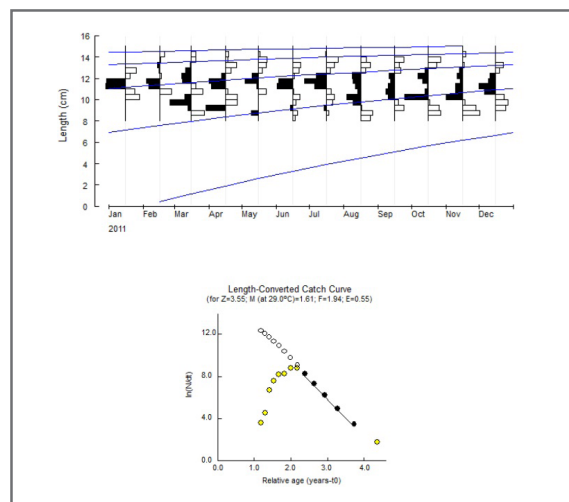 16
14
12
10
8
6
4
2
0
Length (cm)
Jan Feb Mar Apr May Jun Jul Aug Sep Oct Nov Dec
2011
Length-Converted Catch Curve
(for Z=3.55; M (at 29.0°C)=1.61; F=1.94; E=0.55)
12.0
8.0
4.0
0.0
ln(N/dt)
0.0 1.0 2.0 3.0 4.0
Relative age (years-t0)